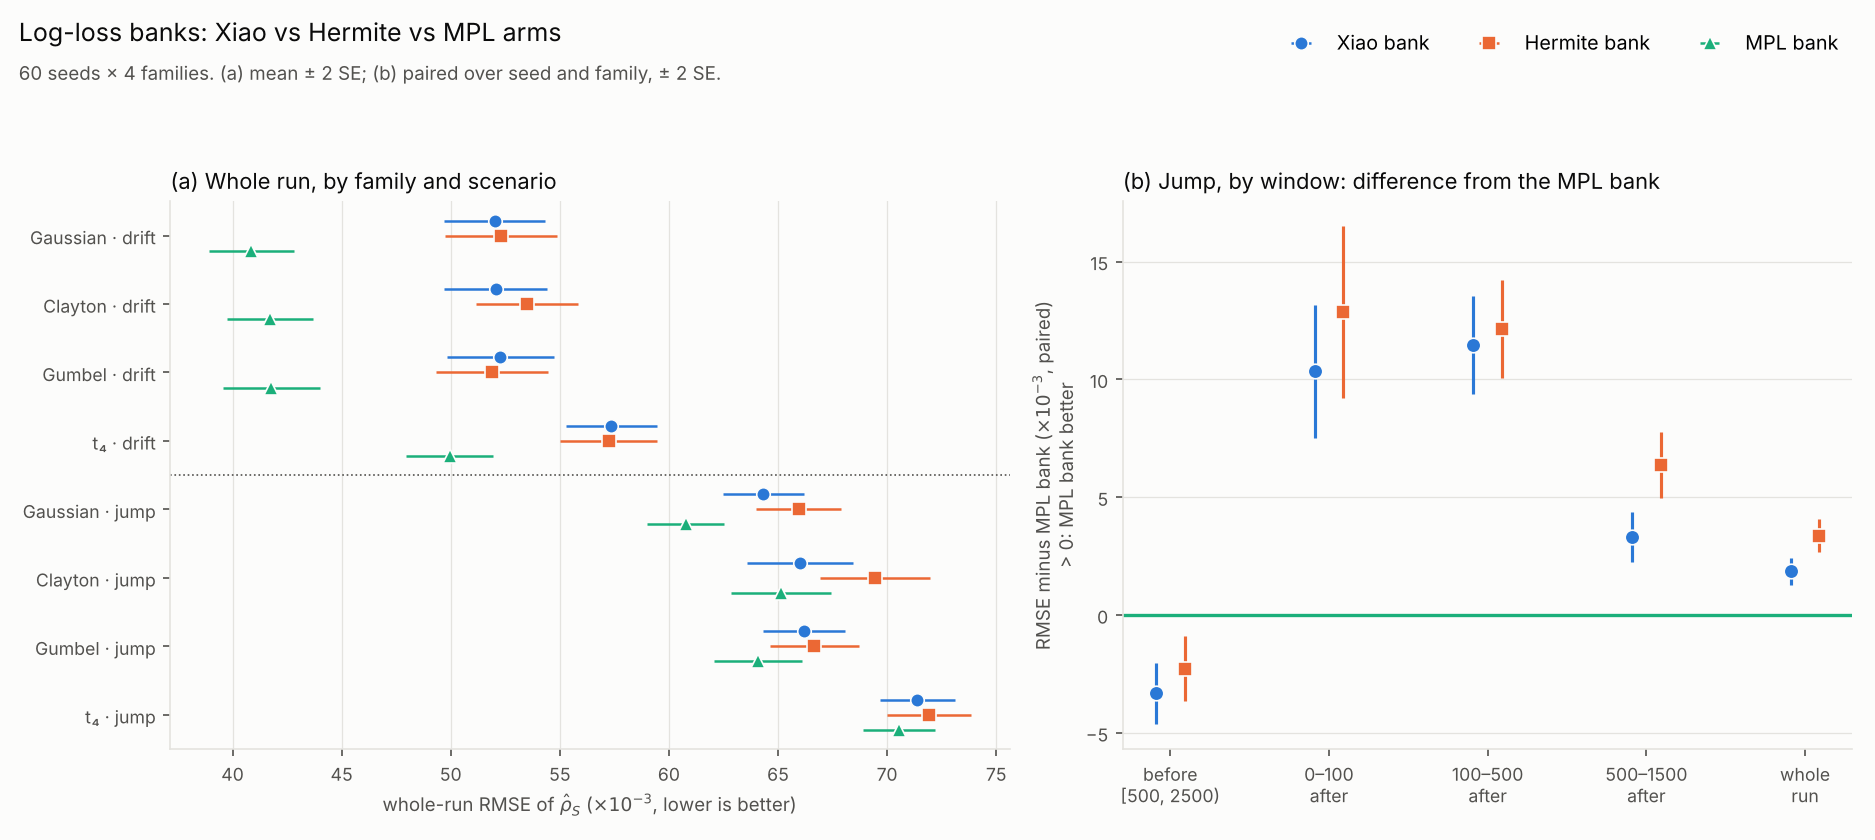 Log-loss banks: Xiao vs Hermite vs MPL arms
60 seeds × 4 families. (a) mean ± 2 SE; (b) paired over seed and family, ± 2 SE.
Xiao bank
Hermite bank
MPL bank
(a) Whole run, by family and scenario
Gaussian · drift
Clayton · drift
Gumbel · drift
t₄ · drift
Gaussian · jump
Clayton · jump
Gumbel · jump
t₄ · jump
40 45 50 55 60 65 70 75
whole-run RMSE of ρ̂_S (×10⁻³, lower is better)
(b) Jump, by window: difference from the MPL bank
RMSE minus MPL bank (×10⁻³, paired)
> 0: MPL bank better
15
10
5
0
−5
before
[500, 2500)
0–100
after
100–500
after
500–1500
after
whole
run